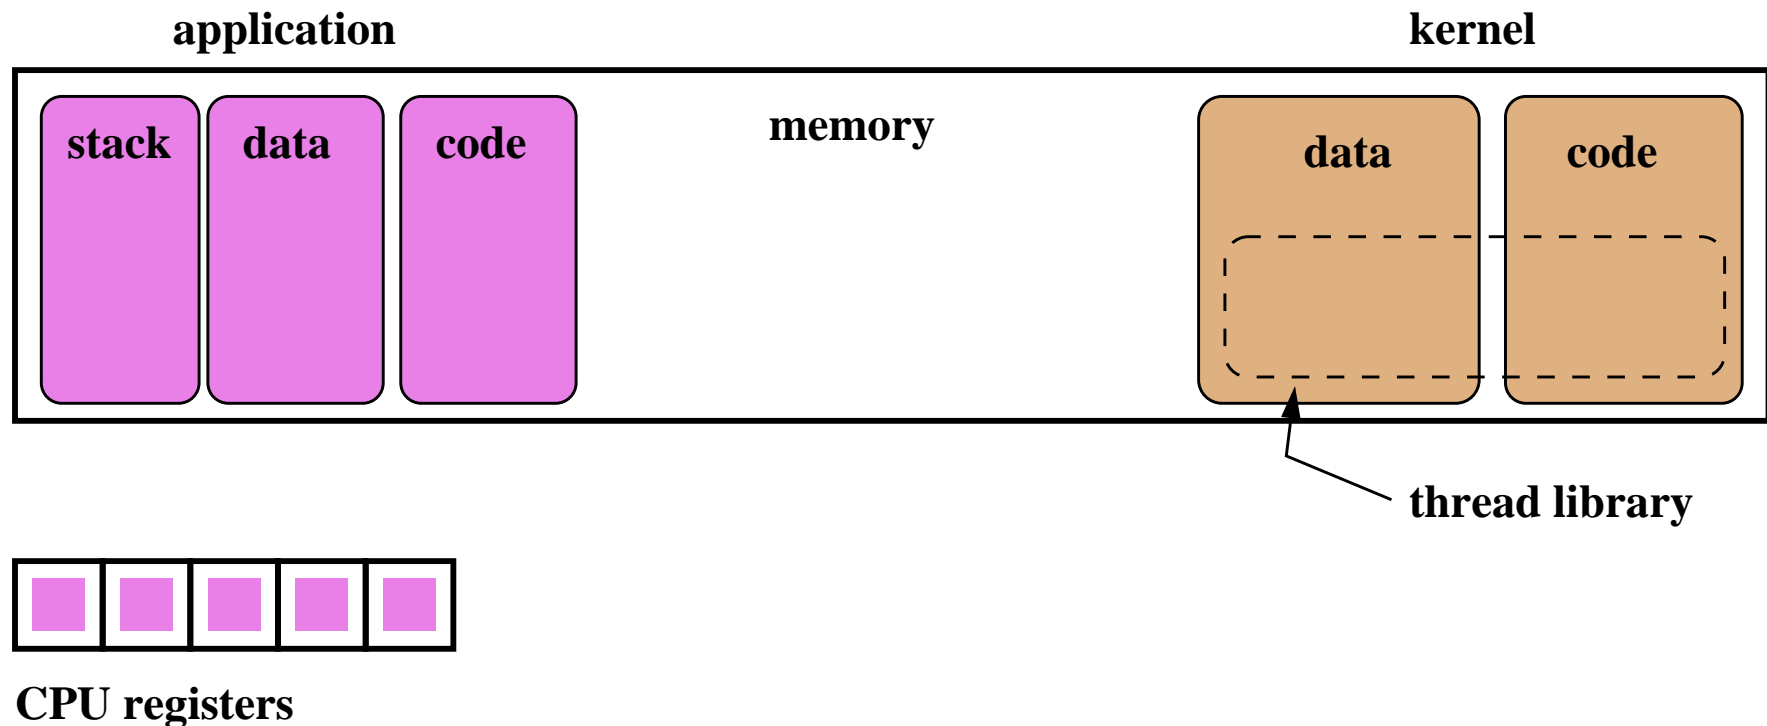 application
kernel
stack
data
code
memory
data
code
thread library
CPU registers